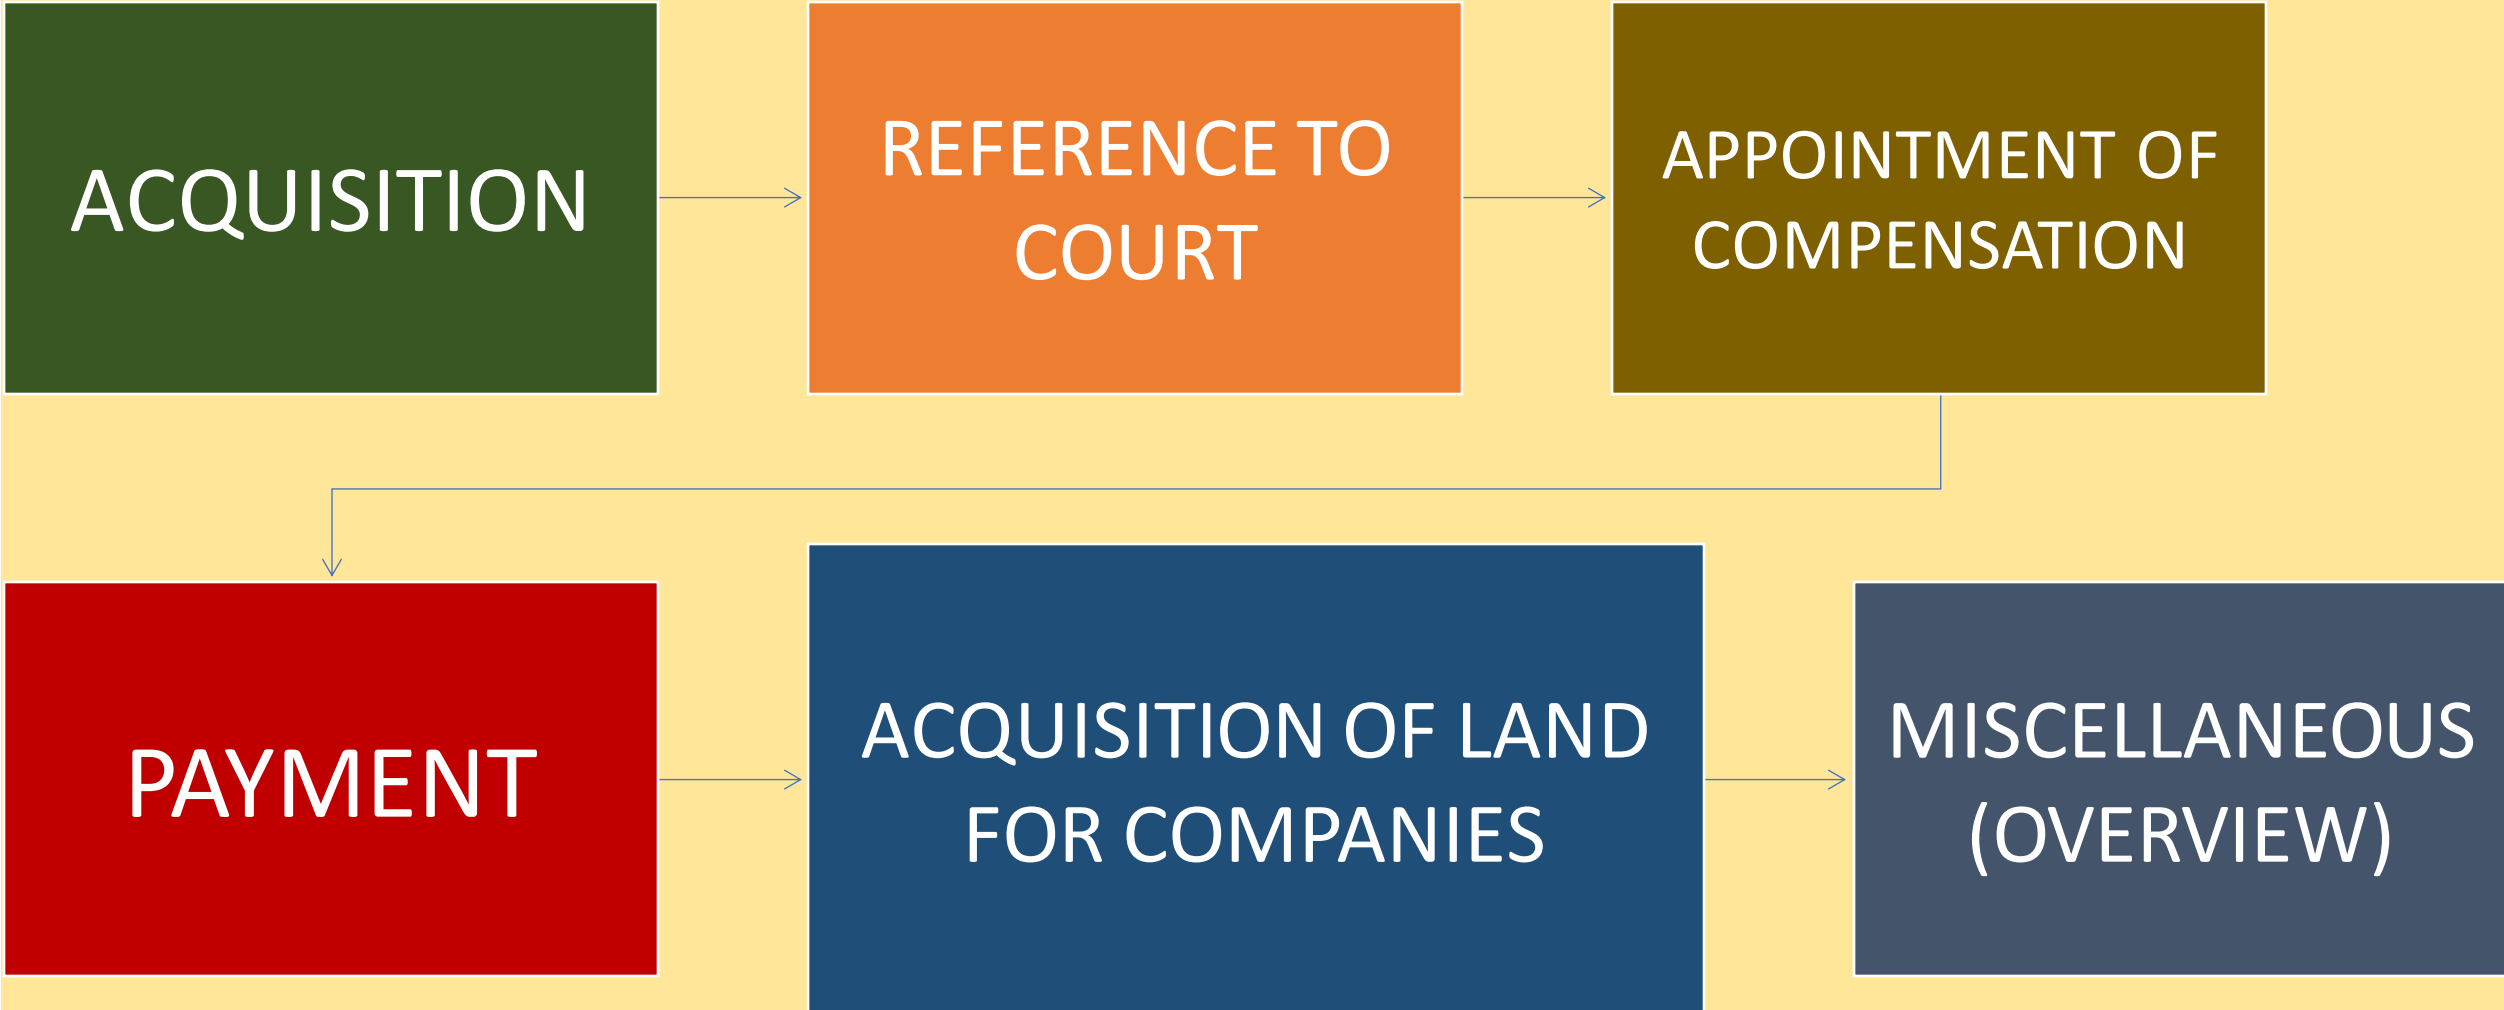 ACQUISITION
REFERENCE TO
COURT
APPOINTMENT OF
COMPENSATION
PAYMENT
ACQUISITION OF LAND
FOR COMPANIES
MISCELLANEOUS
(OVERVIEW)